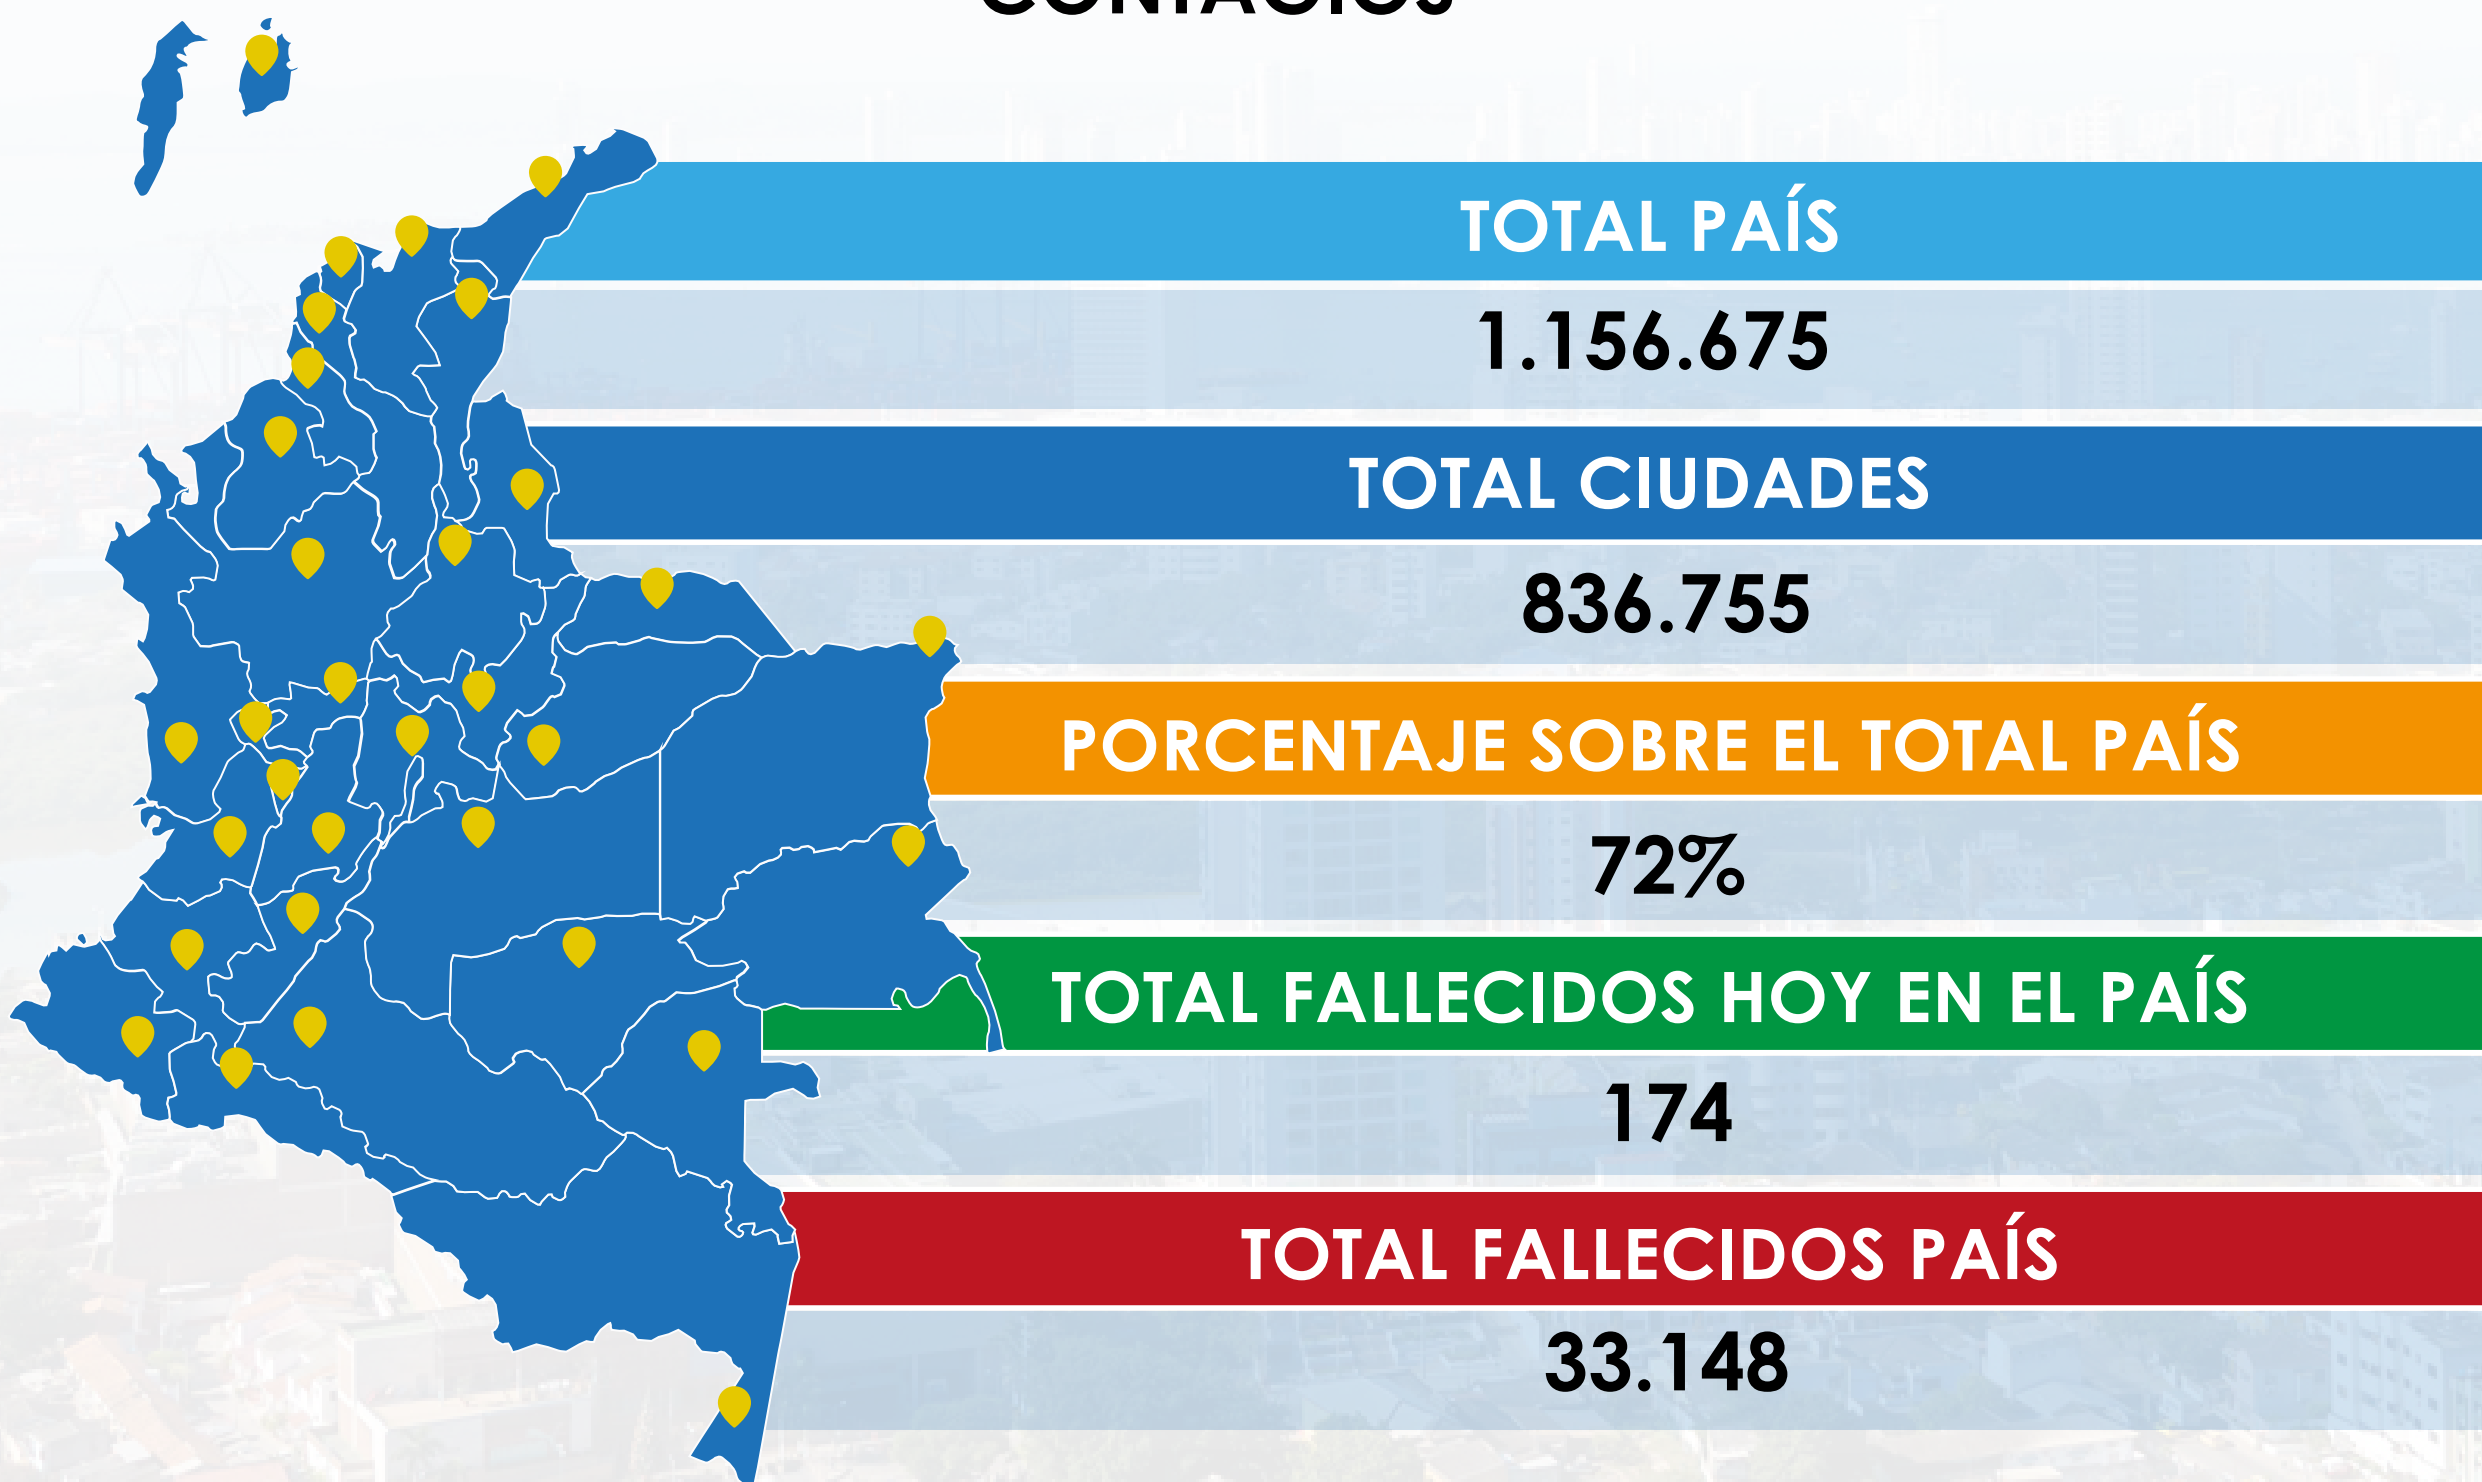 CONTAGIOS
TOTAL PAÍS
1.156.675
TOTAL CIUDADES
836.755
PORCENTAJE SOBRE EL TOTAL PAÍS
72%
TOTAL FALLECIDOS HOY EN EL PAÍS
174
TOTAL FALLECIDOS PAÍS
33.148